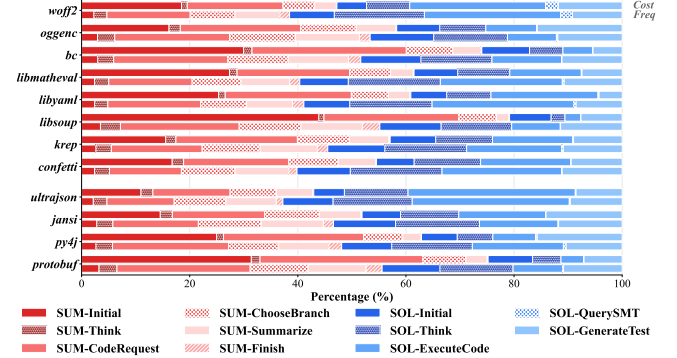 woff2
Cost
Freq
oggenc
bc
libmatheval
libyaml
libsoup
krep
confetti
ultrajson
jansi
py4j
protobuf
0 20 40 60 80 100
Percentage (%)
SUM-Initial SUM-ChooseBranch SOL-Initial SOL-QuerySMT
SUM-Think SUM-Summarize SOL-Think SOL-GenerateTest
SUM-CodeRequest SUM-Finish SOL-ExecuteCode